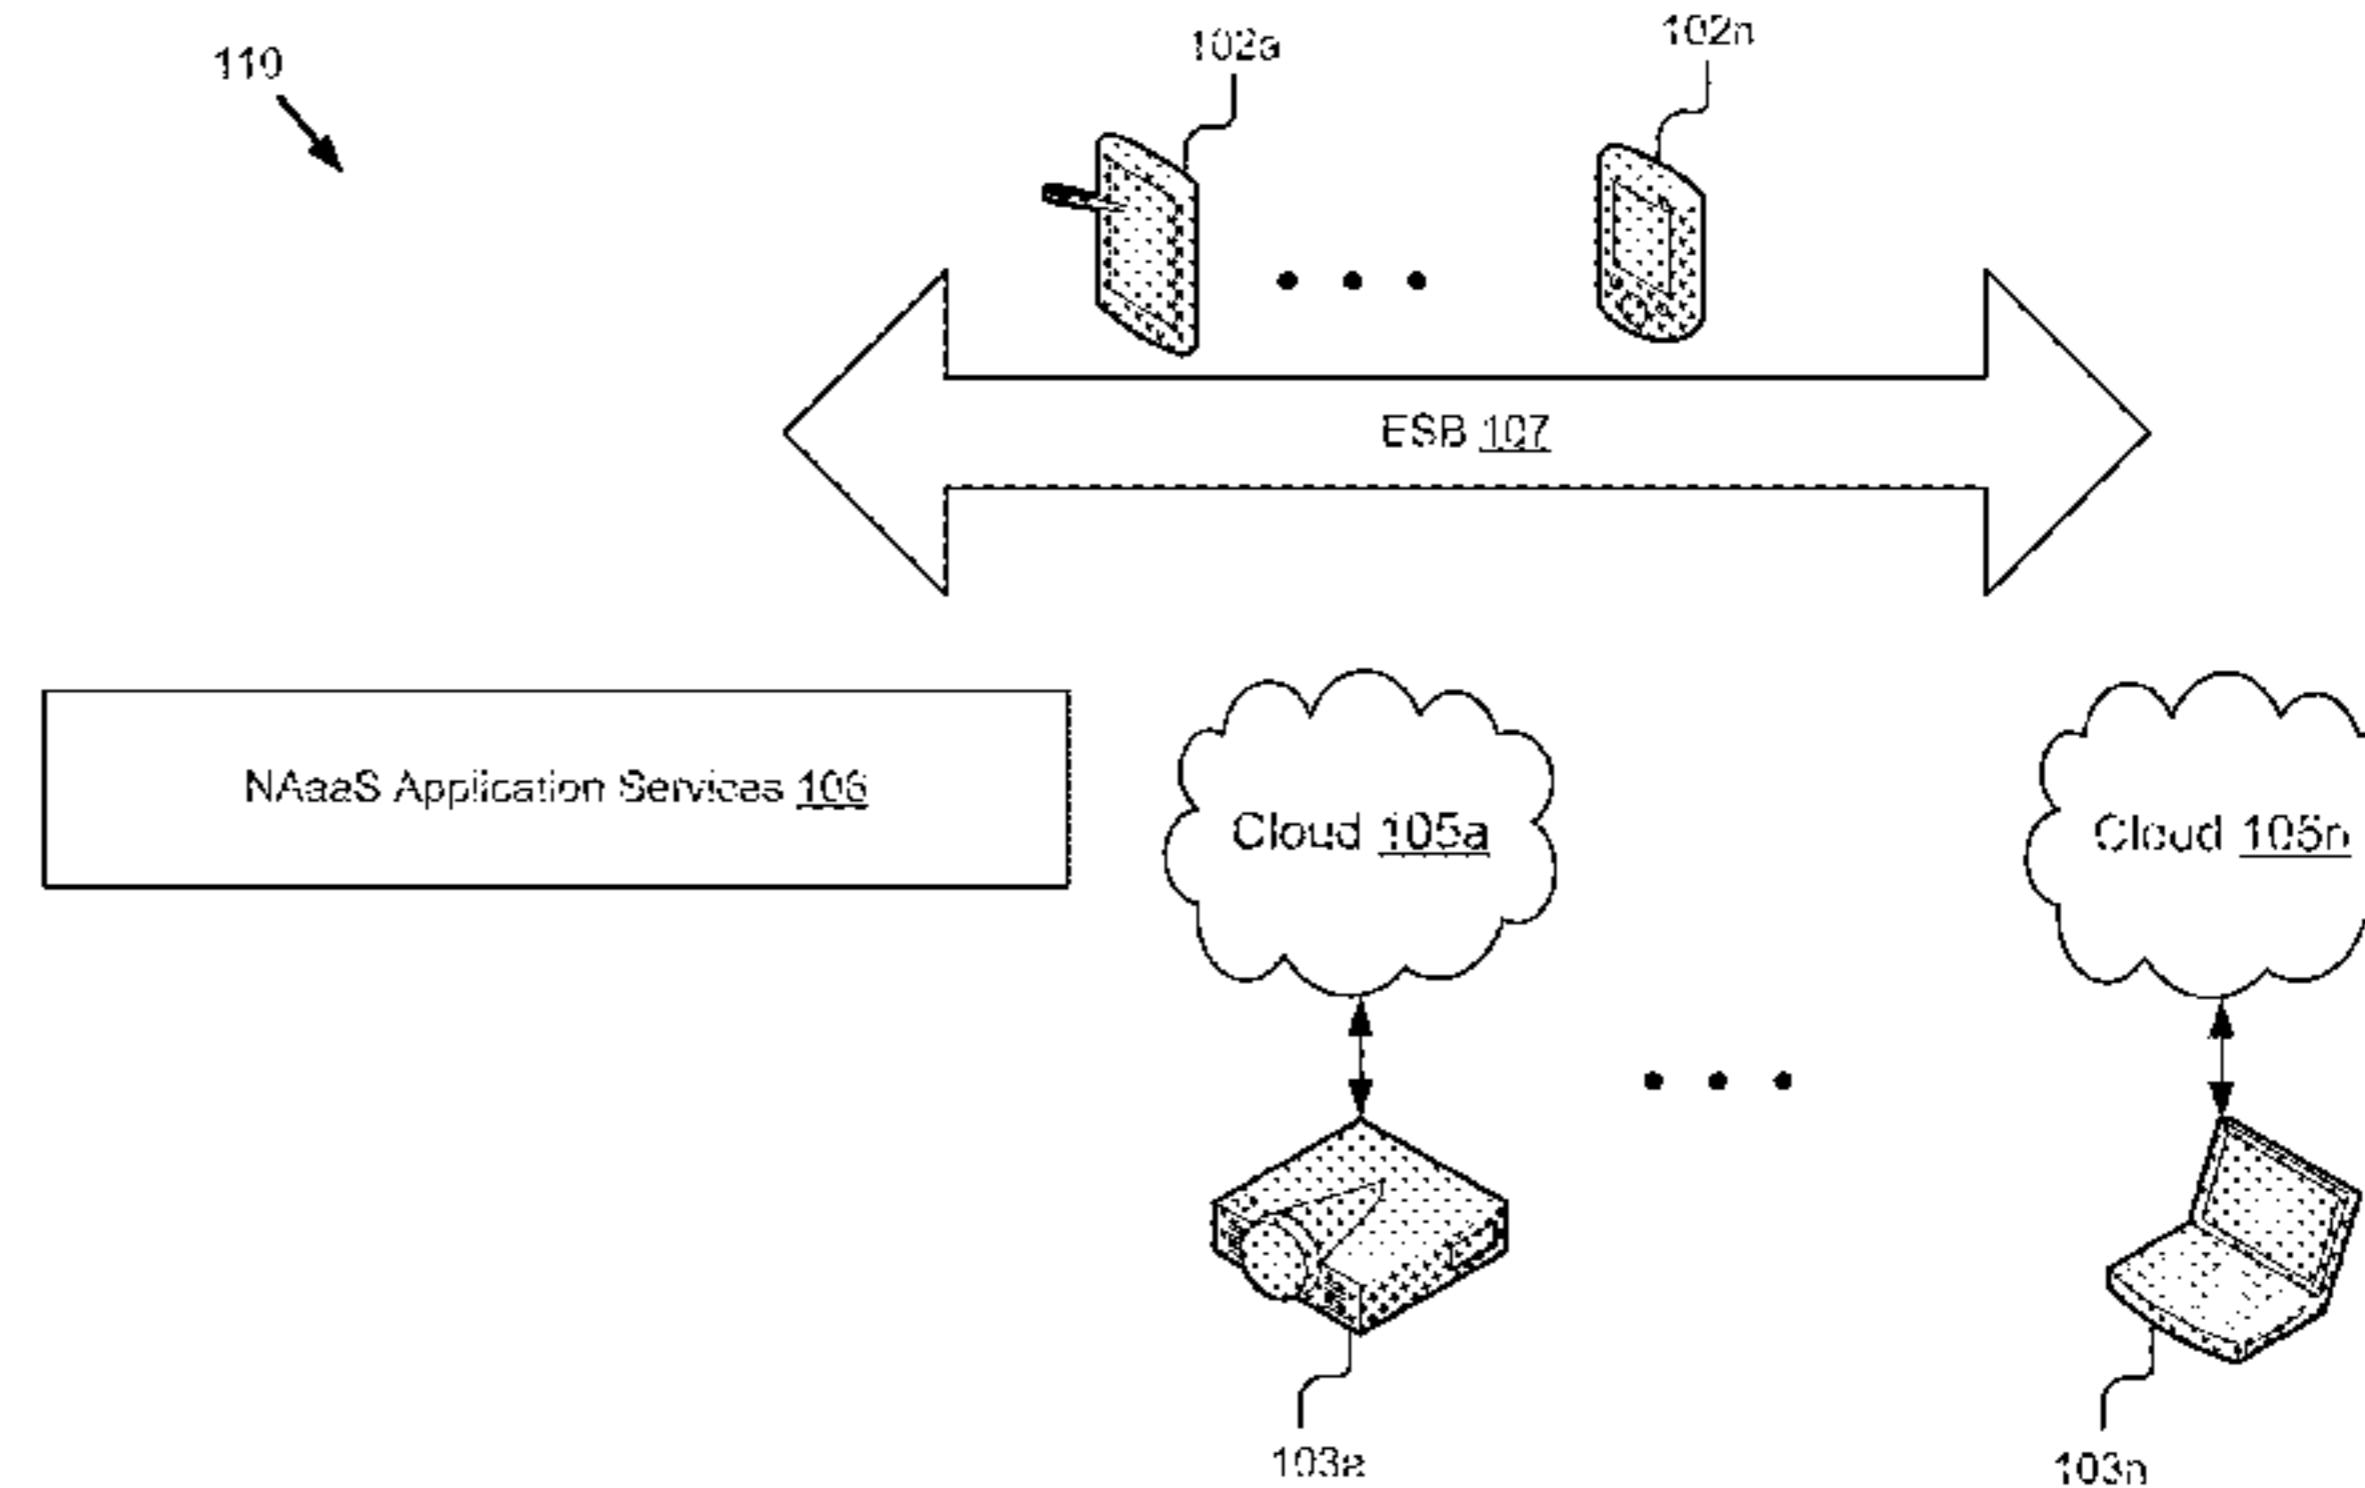 110
102a
102n
ESB 107
NAaaS Application Services 106
Cloud 105a
Cloud 105n
103a
103n